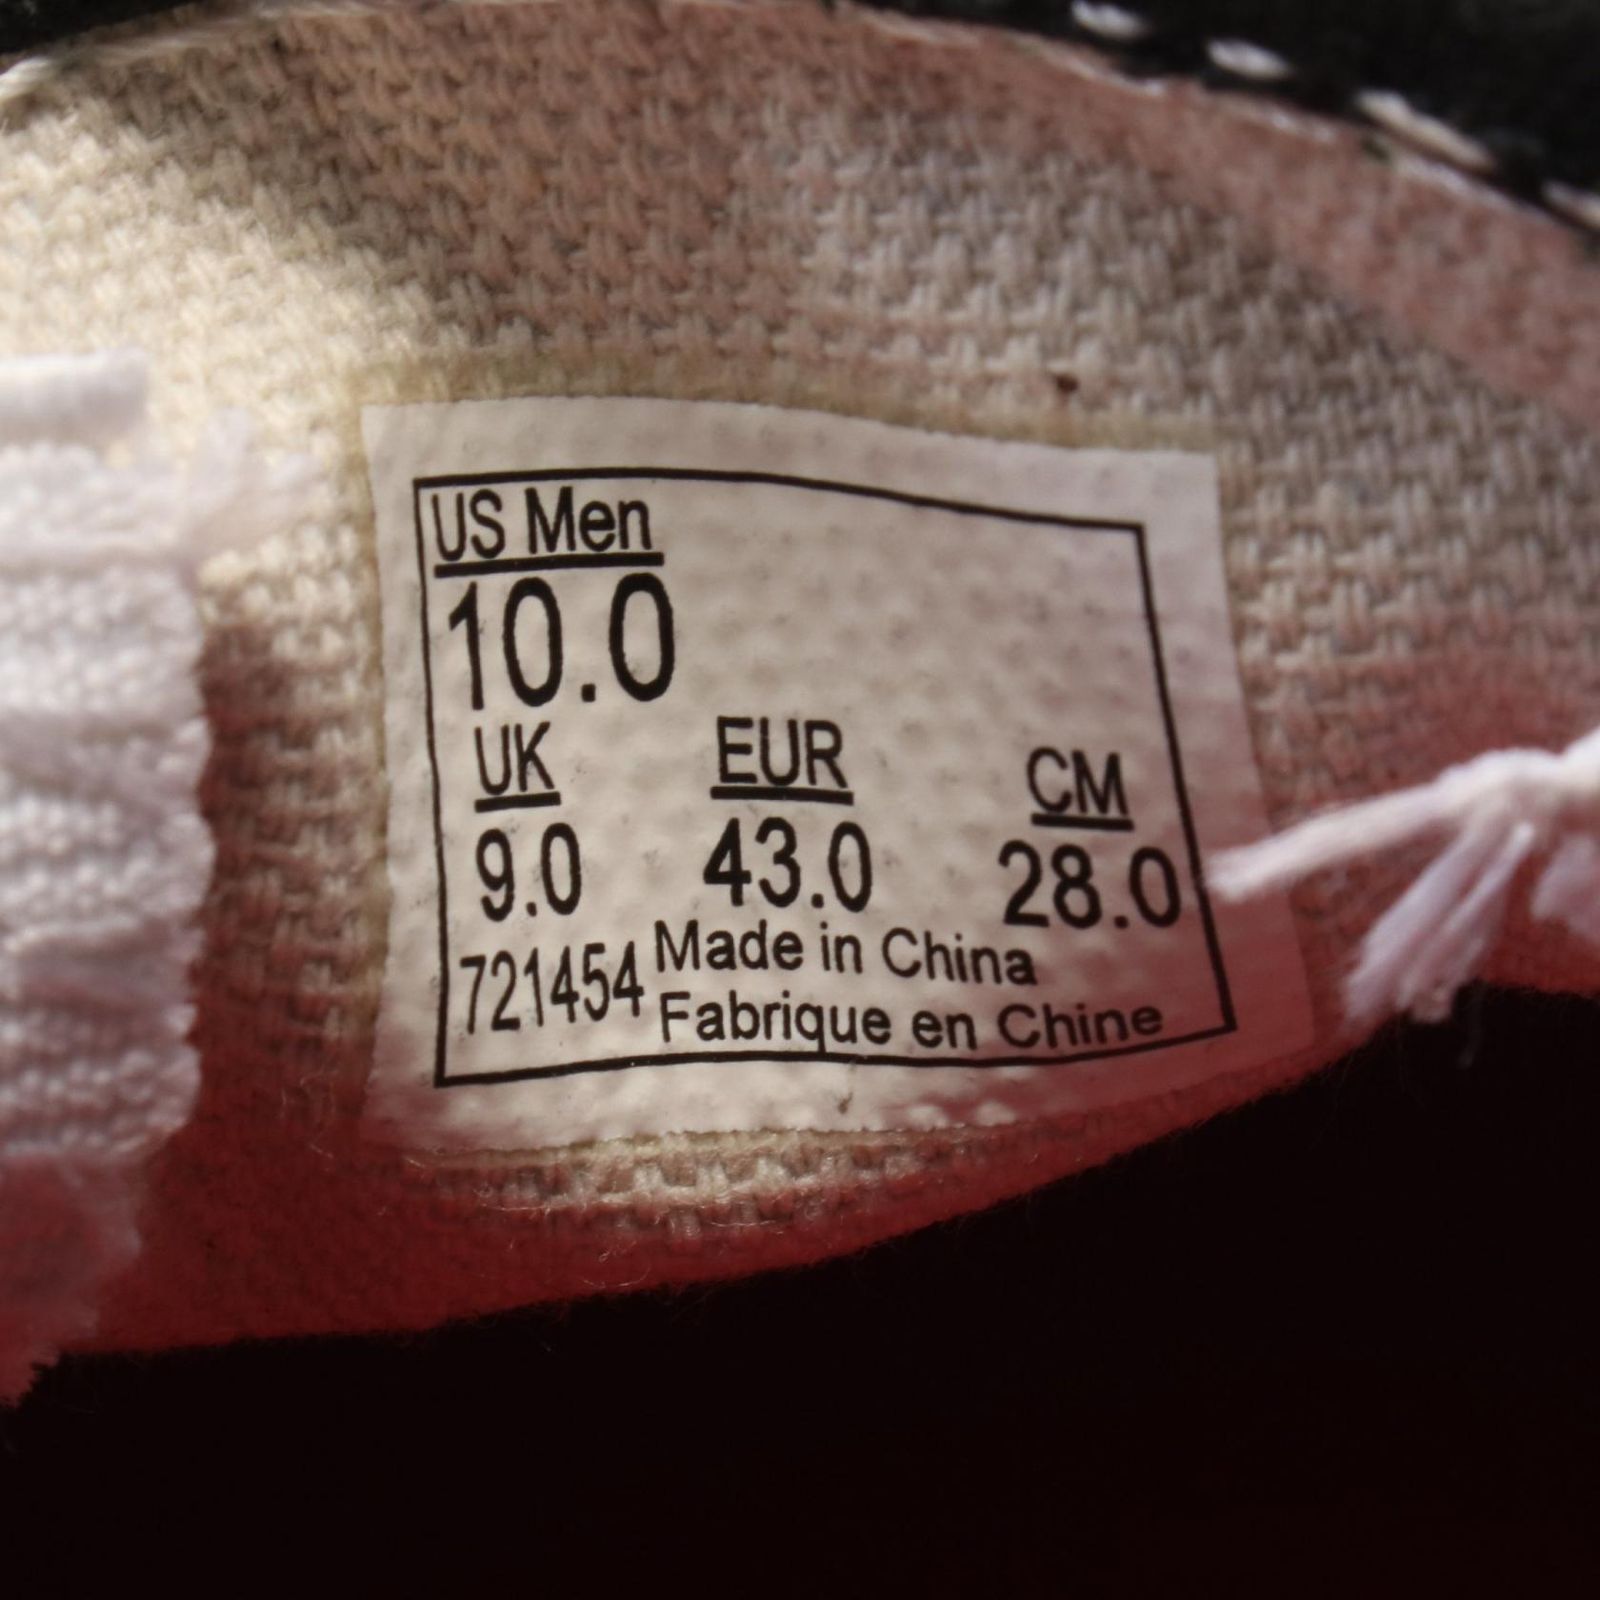 US Men
10.0
UK EUR CM
9.0 43.0 28.0
721454 Made in China
Fabrique en Chine